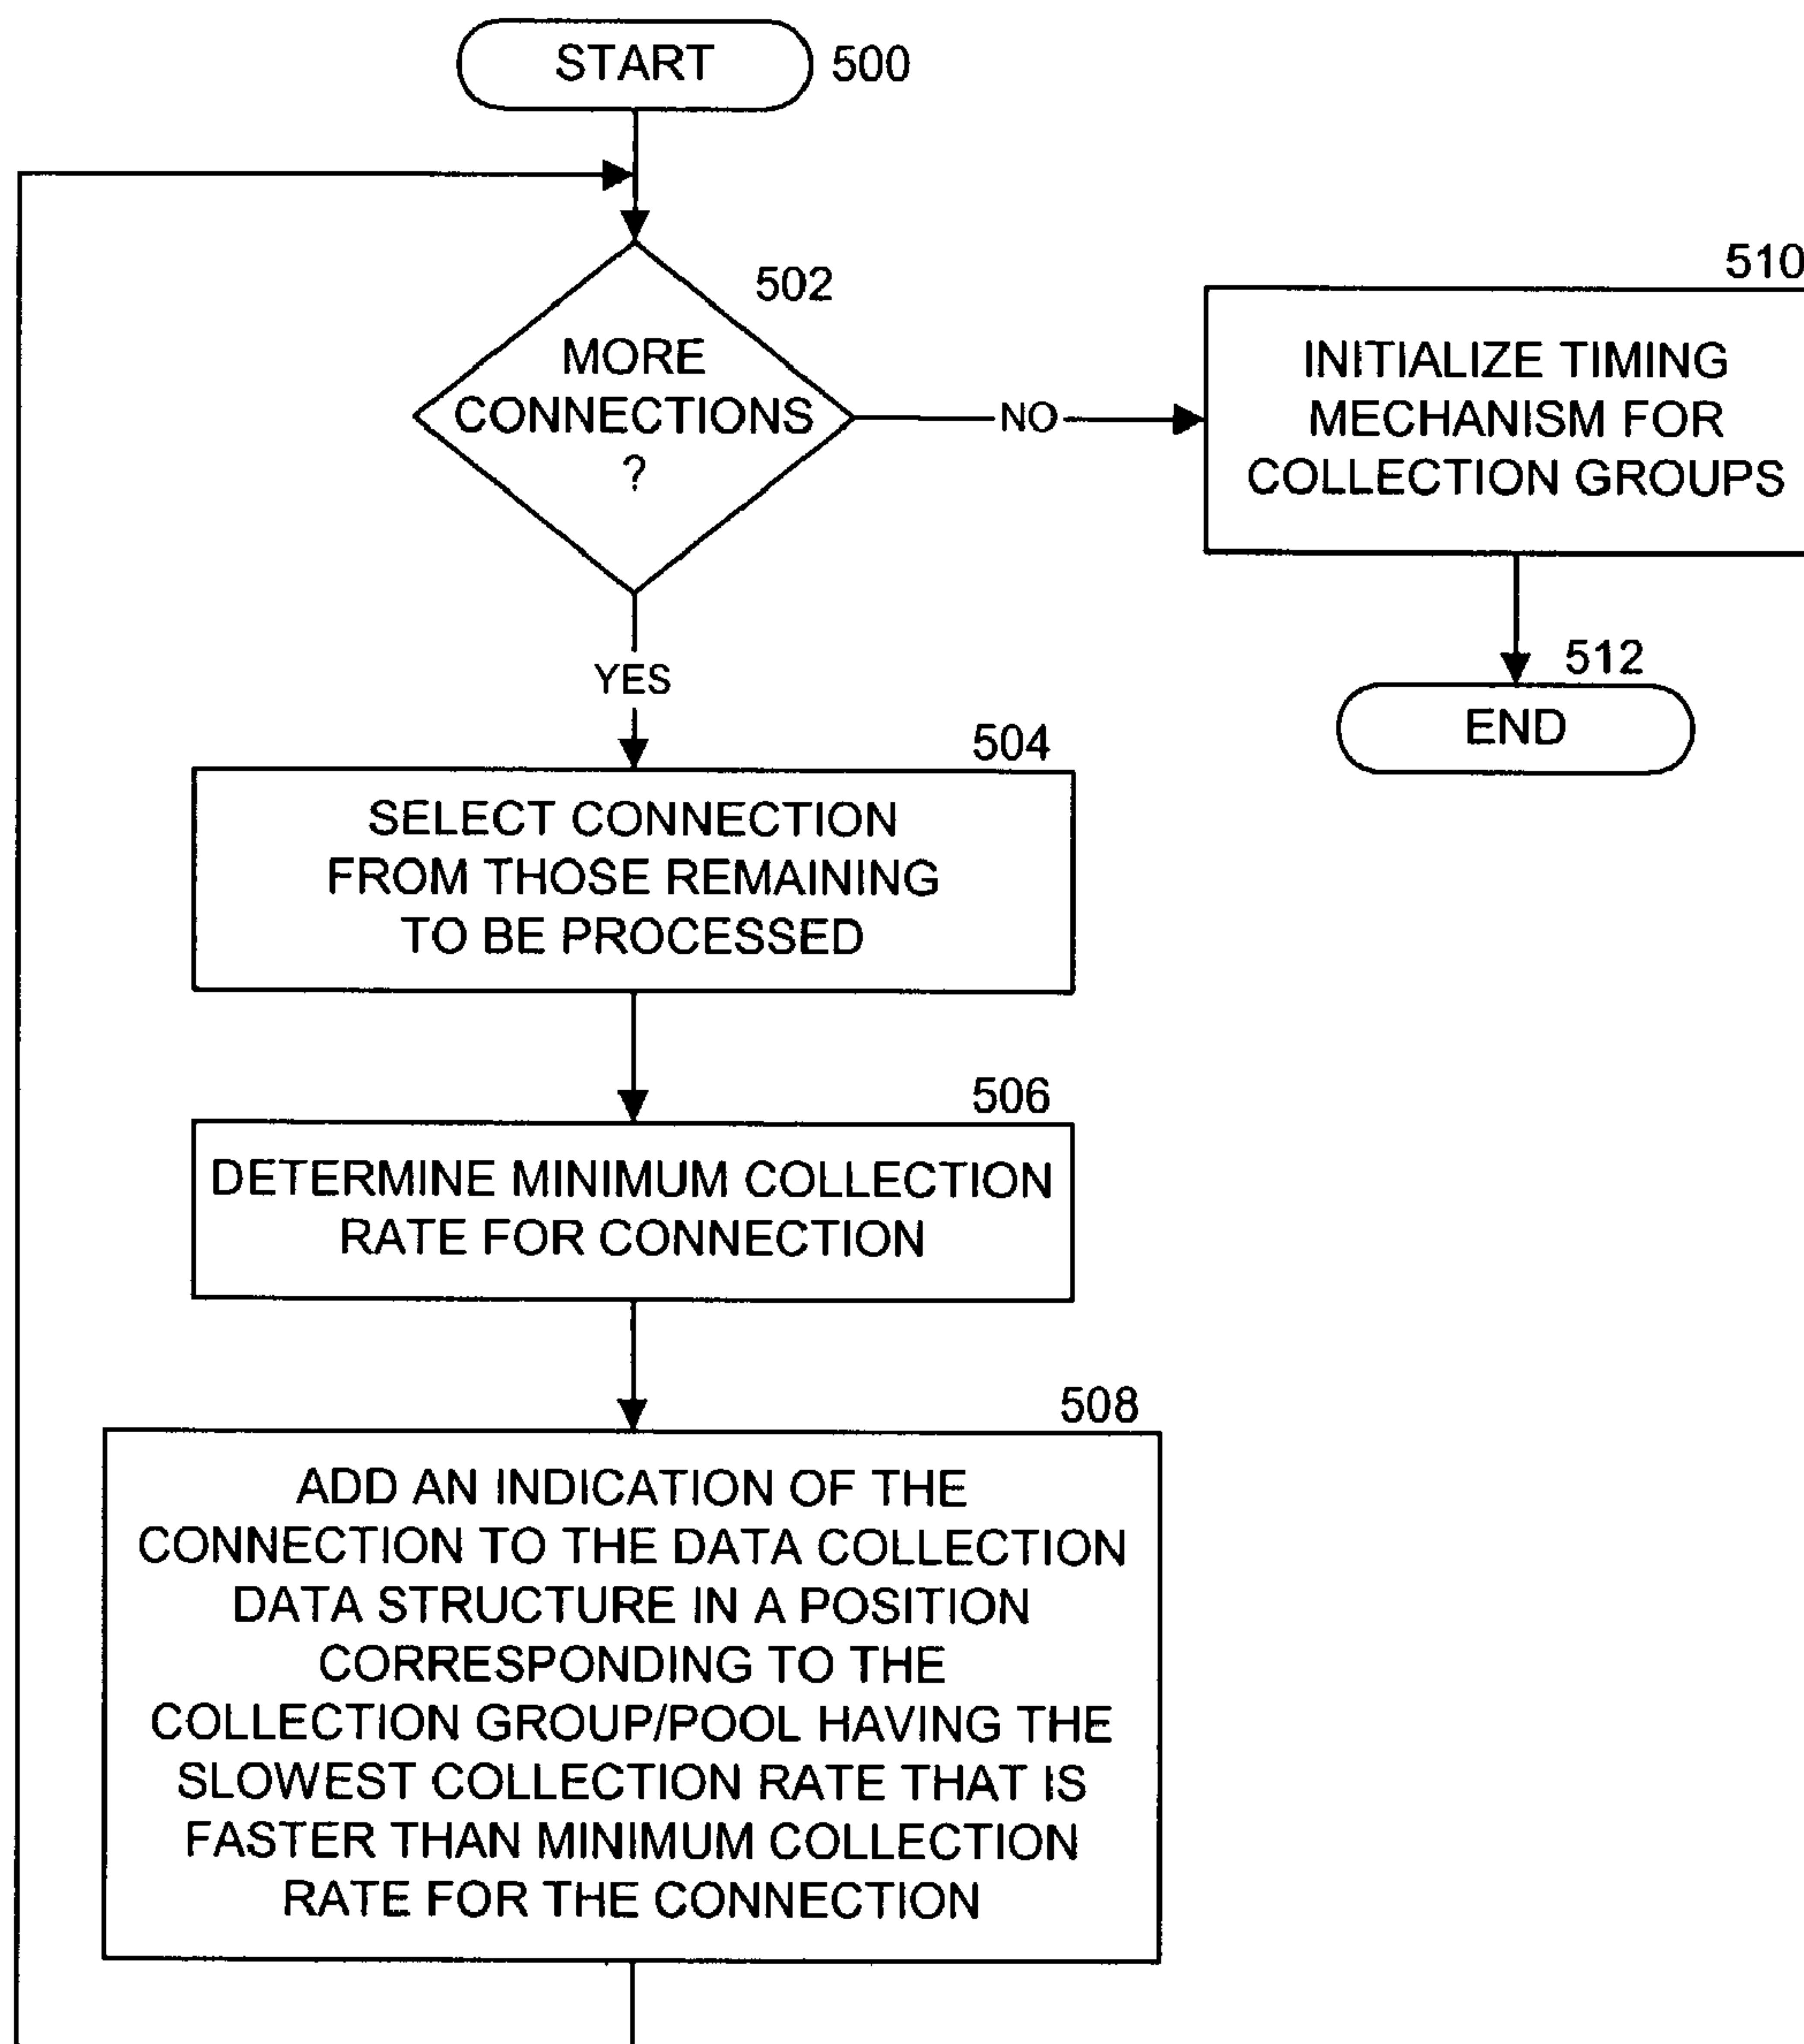 START
500
502
MORE
CONNECTIONS
?
NO
510
INITIALIZE TIMING
MECHANISM FOR
COLLECTION GROUPS
512
END
YES
504
SELECT CONNECTION
FROM THOSE REMAINING
TO BE PROCESSED
506
DETERMINE MINIMUM COLLECTION
RATE FOR CONNECTION
508
ADD AN INDICATION OF THE
CONNECTION TO THE DATA COLLECTION
DATA STRUCTURE IN A POSITION
CORRESPONDING TO THE
COLLECTION GROUP/POOL HAVING THE
SLOWEST COLLECTION RATE THAT IS
FASTER THAN MINIMUM COLLECTION
RATE FOR THE CONNECTION